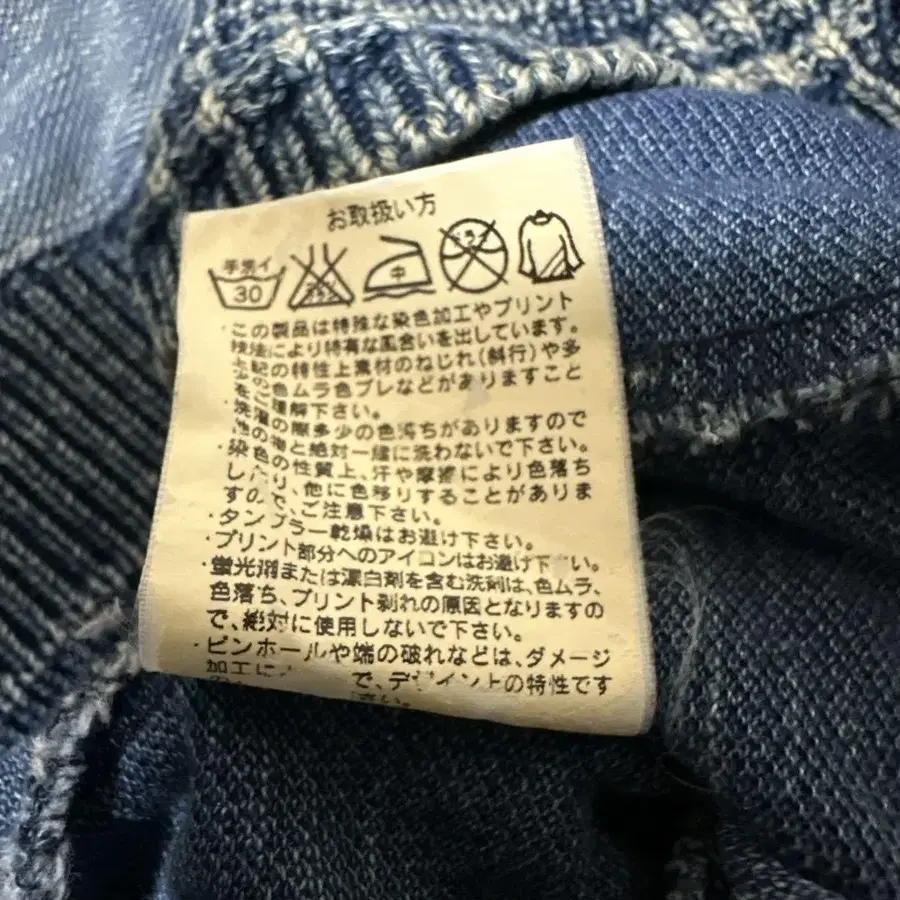 お取扱い方
手洗イ
30
中
・この製品は特殊な染色加工やプリント
技法により特有な風合いを出しています。
上記の特性上素材のねじれ(斜行)や多
少の色ムラ色ブレなどがありますこと
をご理解下さい。
・洗濯の際多少の色落ちがありますので
他の物と絶対一緒に洗わないで下さい。
・染色の性質上、汗や摩擦により色落ち
したり、他に色移りすることがありま
すので、ご注意下さい。
・タンブラー乾燥はお避け下さい。
・プリント部分へのアイロンはお避け下さい。
・蛍光剤または漂白剤を含む洗剤は、色ムラ、
色落ち、プリント剥れの原因となりますの
で、絶対に使用しないで下さい。
・ピンホールや端の破れなどは、ダメージ
加工に で、デザイントの特性です
さい。